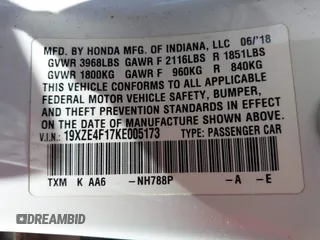 MFD. BY HONDA MFG. OF INDIANA, LLC 06/'18
GVWR 3968LBS GAWR F 2116LBS R 1851LBS
GVWR 1800KG GAWR F 960KG R 840KG
THIS VEHICLE CONFORMS TO ALL APPLICABLE
FEDERAL MOTOR VEHICLE SAFETY, BUMPER,
AND THEFT PREVENTION STANDARDS IN EFFECT
ON THE DATE OF MANUFACTURE SHOWN ABOVE.
V.I.N. 19XZE4F17KE005173 TYPE: PASSENGER CAR
TXM K AA6 -NH788P -A -E
DREAMBID